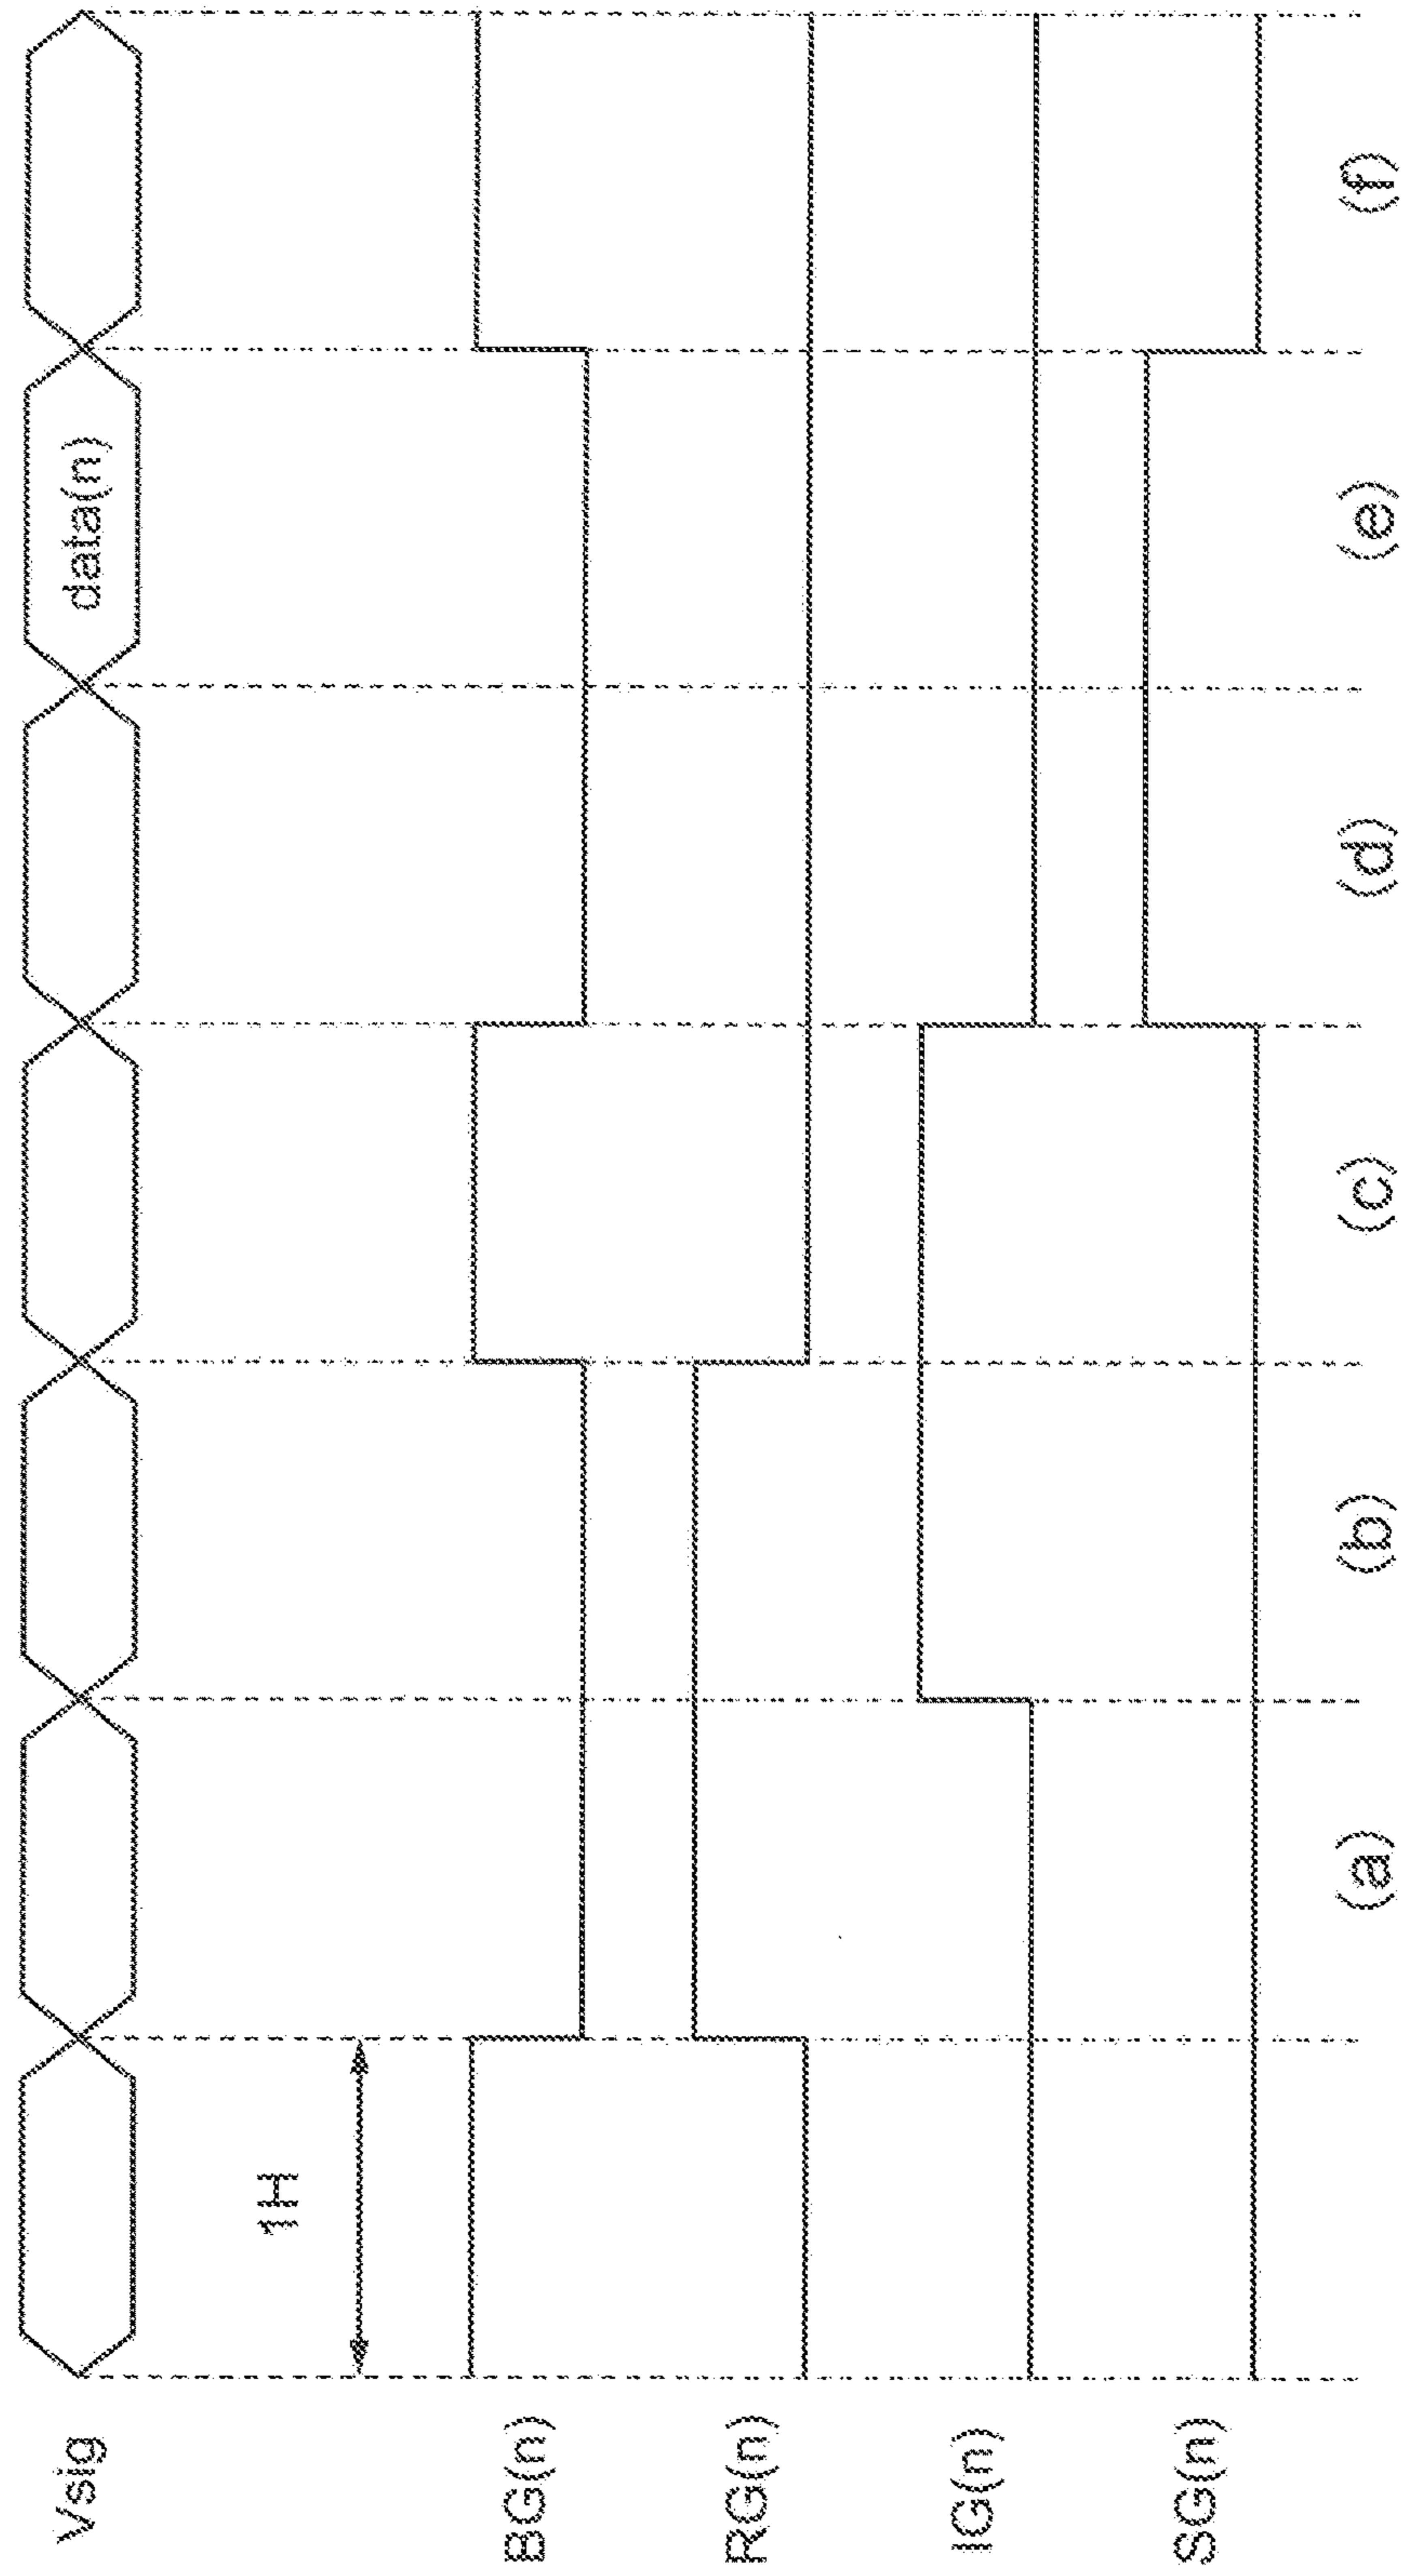 Vsig
data(n)
1H
BG(n)
RG(n)
IG(n)
SG(n)
(a)
(b)
(c)
(d)
(e)
(f)